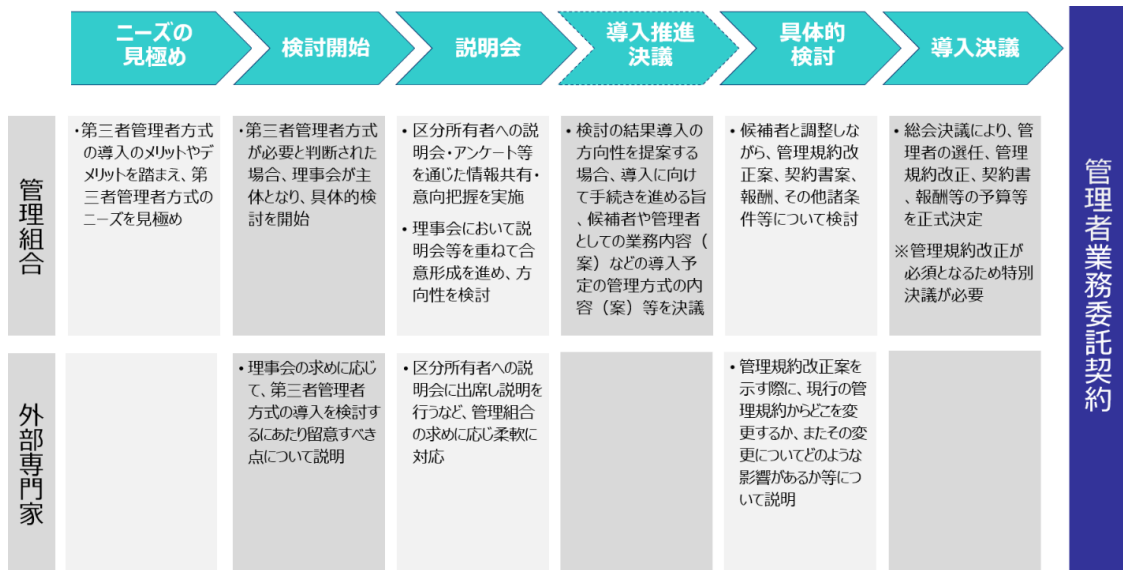 ニーズの
見極め
検討開始
説明会
導入推進
決議
具体的
検討
導入決議
管理組合
・第三者管理者方式
の導入のメリットやデ
メリットを踏まえ、第
三者管理者方式の
ニーズを見極め
・第三者管理者方式
が必要と判断された
場合、理事会が主
体となり、具体的検
討を開始
・区分所有者への説
明会・アンケート等
を通じた情報共有・
意向把握を実施
・理事会において説
明会等を重ねて合
意形成を進め、方
向性を検討
・検討の結果導入の
方向性を提案する
場合、導入に向け
て手続きを進める旨
、候補者や管理者
としての業務内容（
案）などの導入予
定の管理方式の内
容（案）等を決議
・候補者と調整しな
がら、管理規約改
正案、契約書案、
報酬、その他諸条
件等について検討
・総会決議により、管
理者の選任、管理
規約改正、契約書
、報酬等の予算等
を正式決定
※管理規約改正が
必須となるため特別
決議が必要
外部専門家
・理事会の求めに応じ
て、第三者管理者
方式の導入を検討す
るにあたり留意すべき
点について説明
・区分所有者への説
明会に出席し説明を
行うなど、管理組合
の求めに応じ柔軟に
対応
・管理規約改正案を
示す際に、現行の管
理規約からどこを変
更するか、またその変
更についてどのような
影響があるか等につ
いて説明
管理者業務委託契約